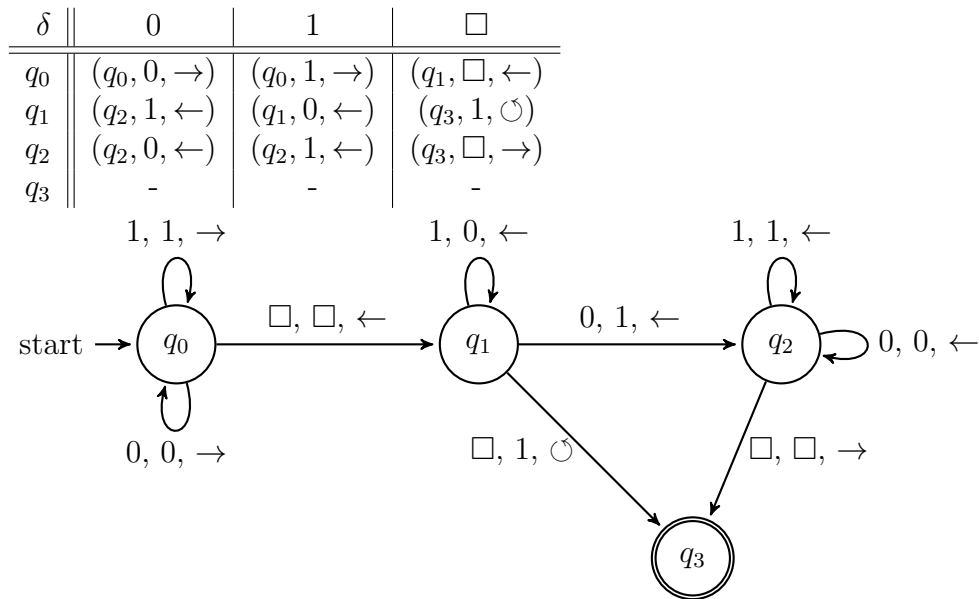 δ 0 1 □
q₀ (q₀, 0, →) (q₀, 1, →) (q₁, □, ←)
q₁ (q₂, 1, ←) (q₁, 0, ←) (q₃, 1, ↺)
q₂ (q₂, 0, ←) (q₂, 1, ←) (q₃, □, →)
q₃ - - -
1, 1, → 1, 0, ← 1, 1, ←
□, □, ← 0, 1, ←
start q₀ q₁ q₂ 0, 0, ←
0, 0, → □, 1, ↺ □, □, →
q₃